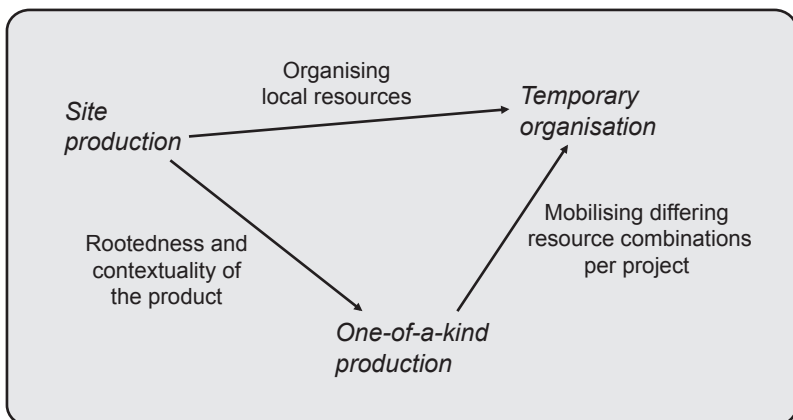 Organising
local resources
Site
production
Temporary
organisation
Rootedness and
contextuality of
the product
Mobilising differing
resource combinations
per project
One-of-a-kind
production